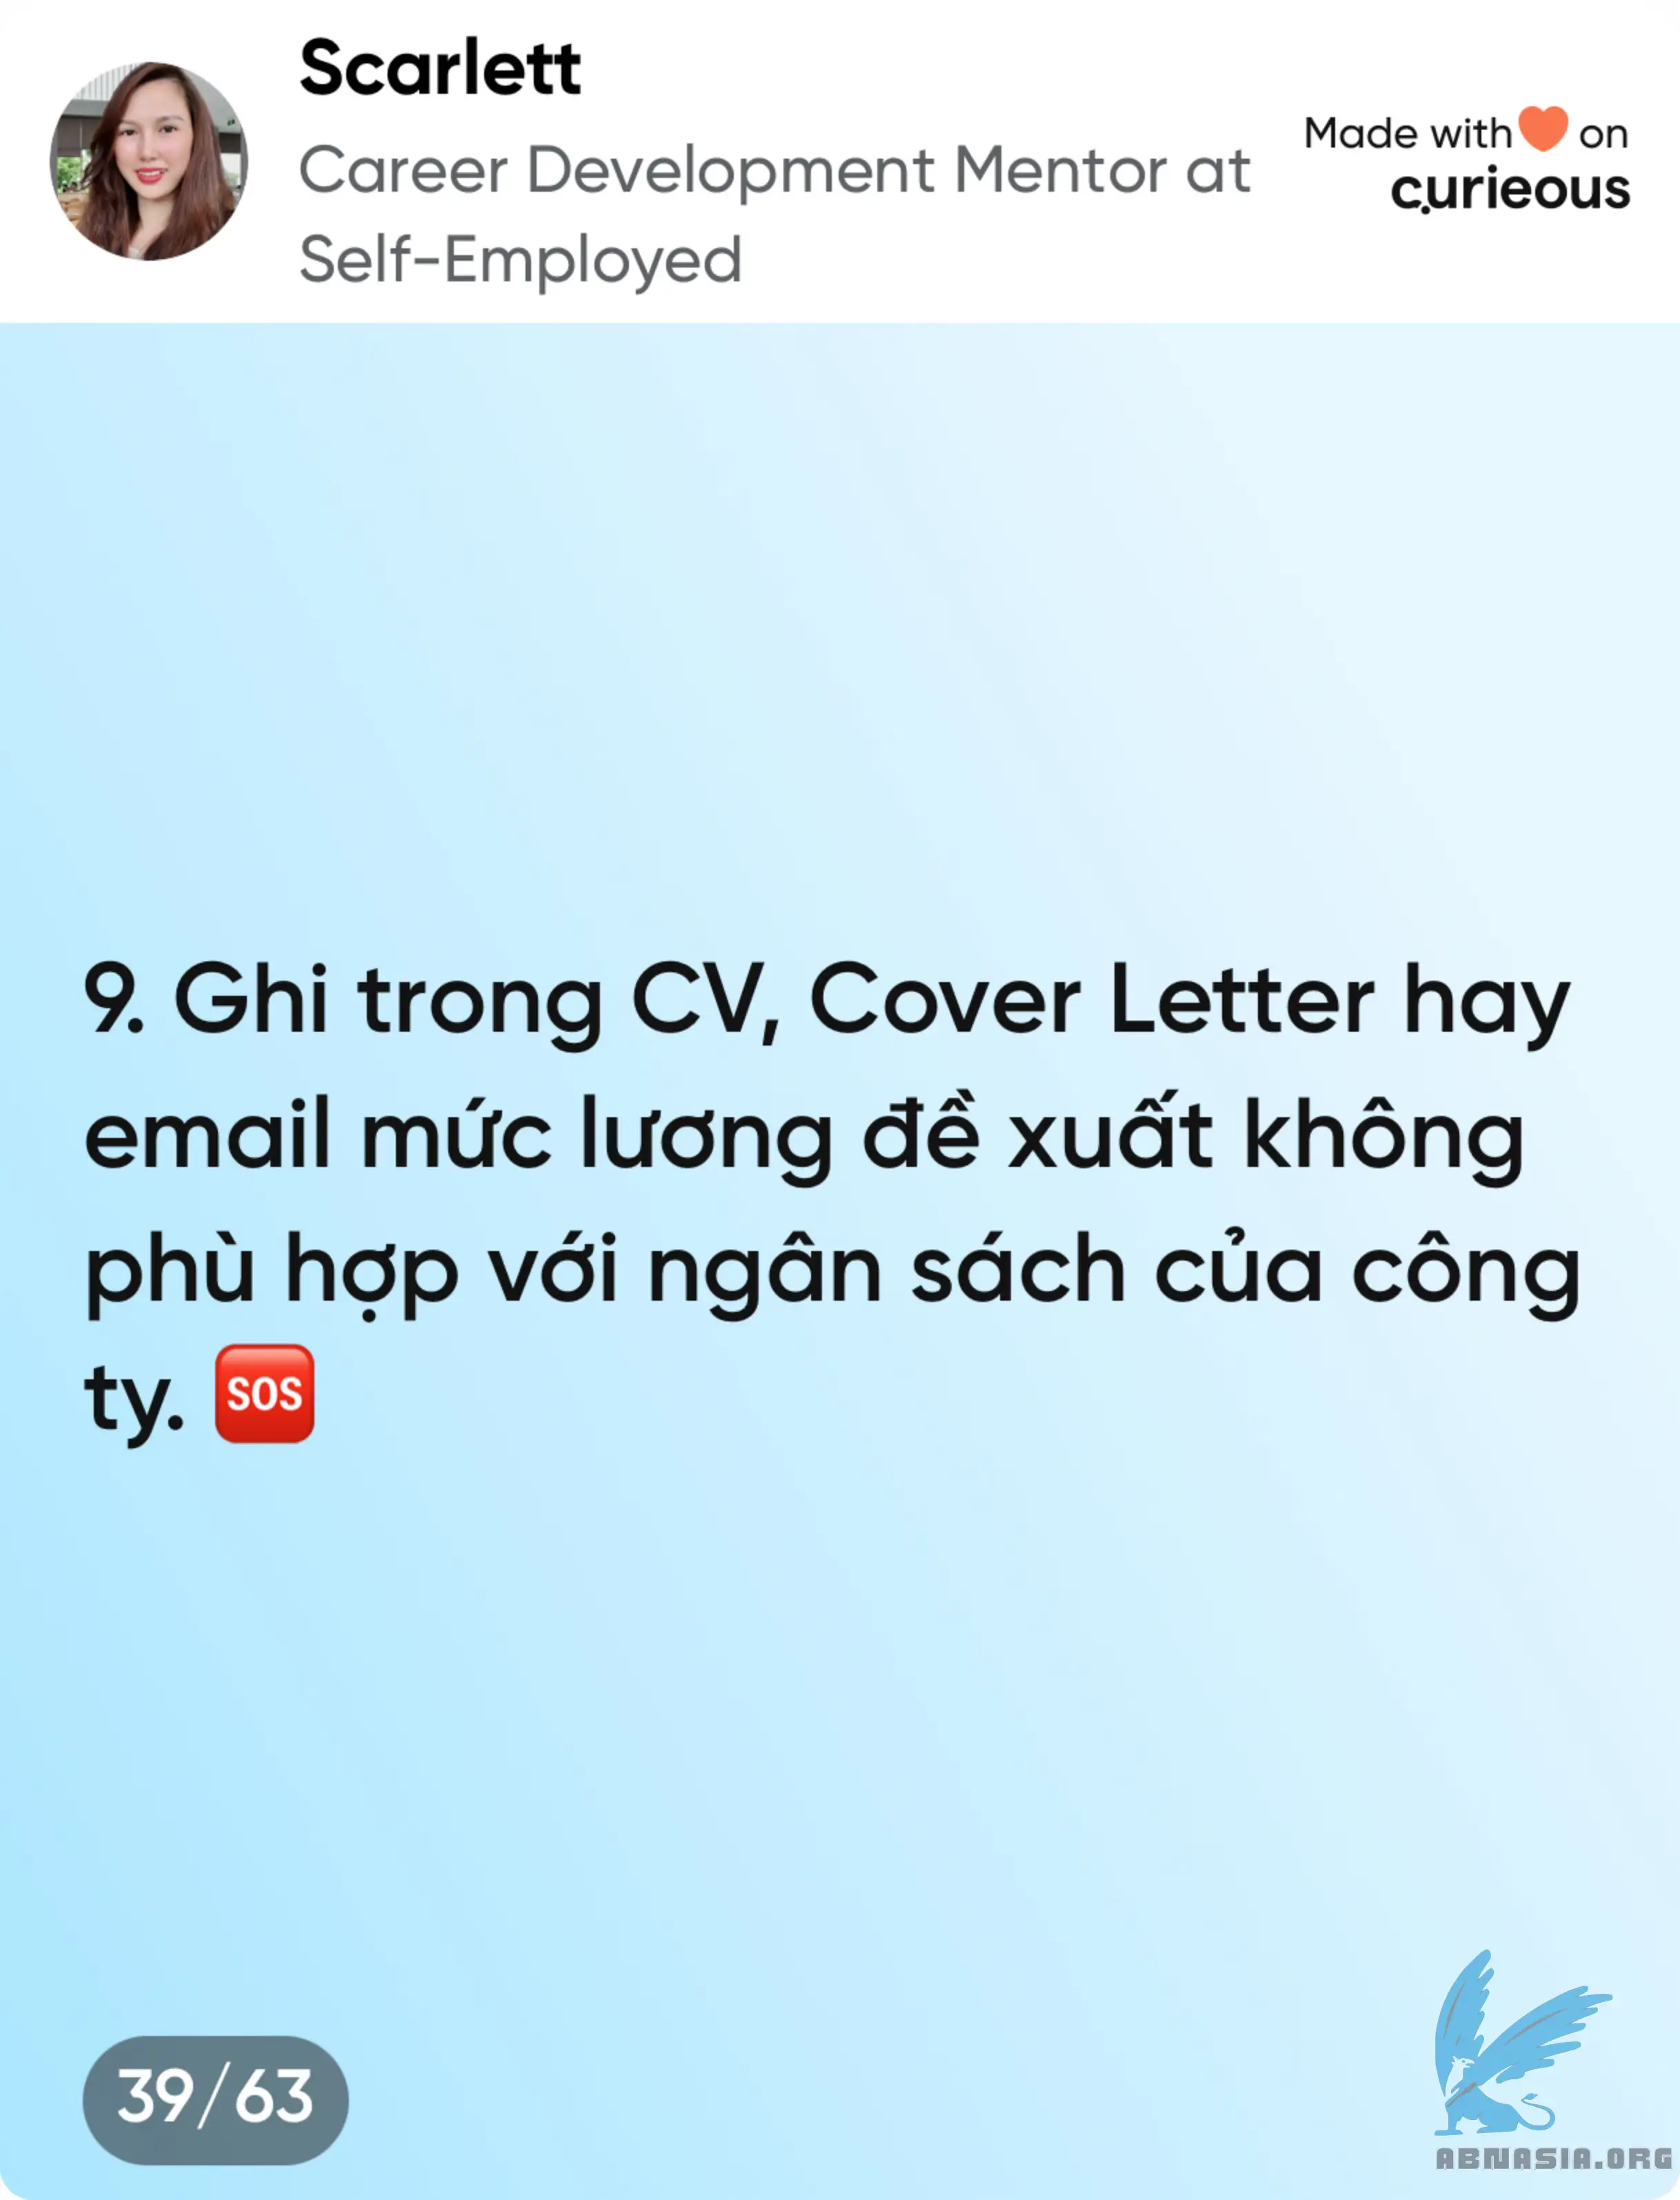 Scarlett
Career Development Mentor at
Self-Employed
Made with🧡 on
curieous
9. Ghi trong CV, Cover Letter hay
email mức lương đề xuất không
phù hợp với ngân sách của công
ty. 🆘
39/63
ABNASIA.ORG